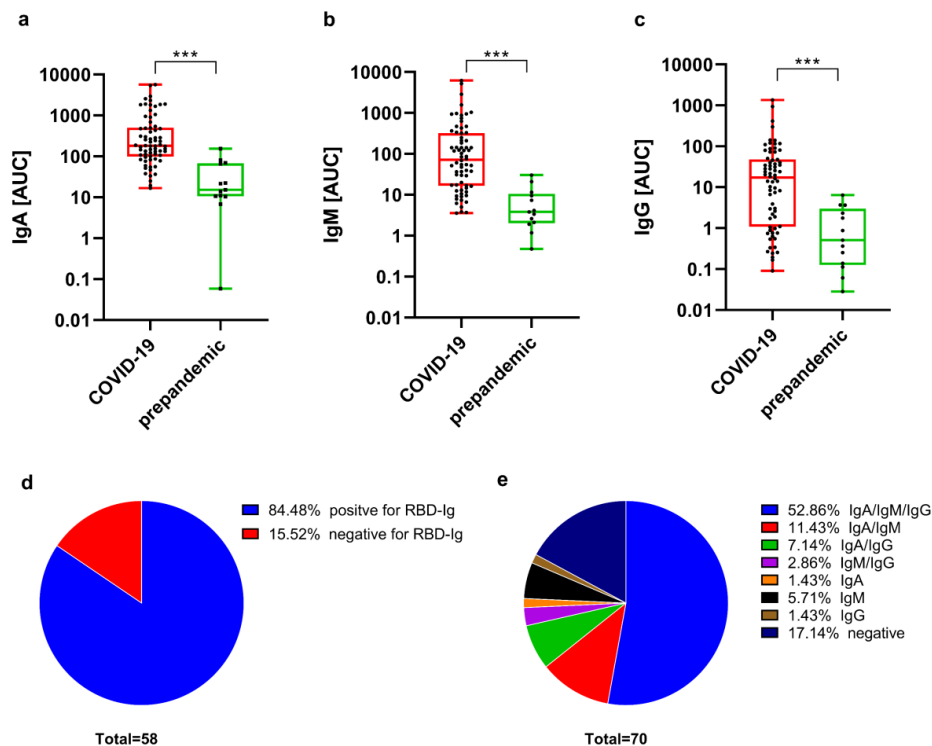 a
***
IgA [AUC]
10000
1000
100
10
1
0.1
0.01
COVID-19
prepandemic
b
***
IgM [AUC]
10000
1000
100
10
1
0.1
0.01
COVID-19
prepandemic
c
***
IgG [AUC]
10000
1000
100
10
1
0.1
0.01
COVID-19
prepandemic
d
84.48% positve for RBD-Ig
15.52% negative for RBD-Ig
Total=58
e
52.86% IgA/IgM/IgG
11.43% IgA/IgM
7.14% IgA/IgG
2.86% IgM/IgG
1.43% IgA
5.71% IgM
1.43% IgG
17.14% negative
Total=70